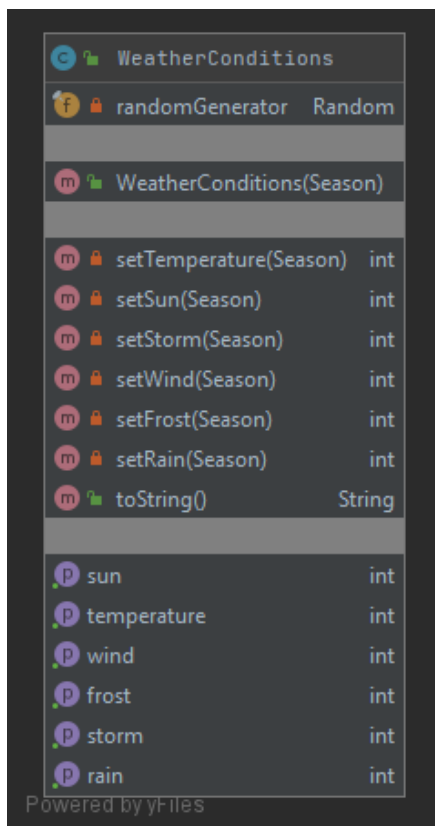 C WeatherConditions
f randomGenerator Random
m WeatherConditions(Season)
m setTemperature(Season) int
m setSun(Season) int
m setStorm(Season) int
m setWind(Season) int
m setFrost(Season) int
m setRain(Season) int
m toString() String
p sun int
p temperature int
p wind int
p frost int
p storm int
p rain int
Powered by yFiles